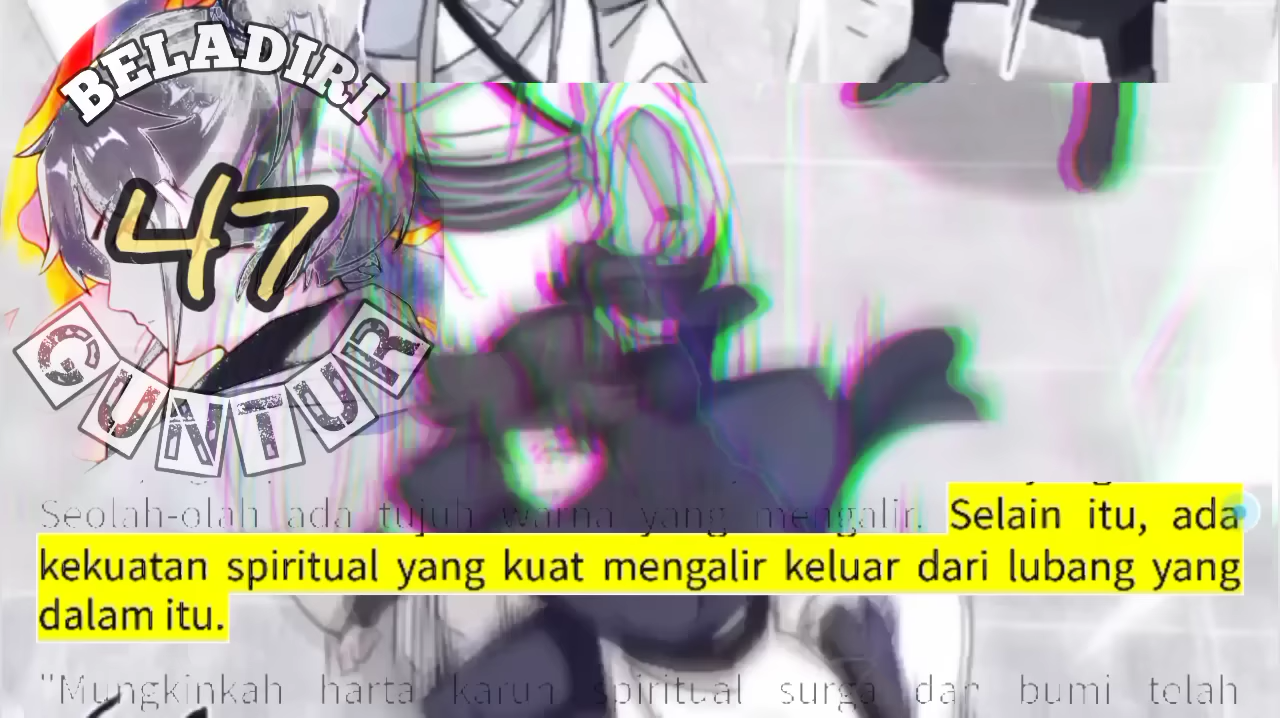 BELADIRI
47
GUNTUR
Seolah-olah ada tujuh warna yang mengalir. Selain itu, ada
kekuatan spiritual yang kuat mengalir keluar dari lubang yang
dalam itu.
"Mungkinkah harta karun spiritual surga dan bumi telah